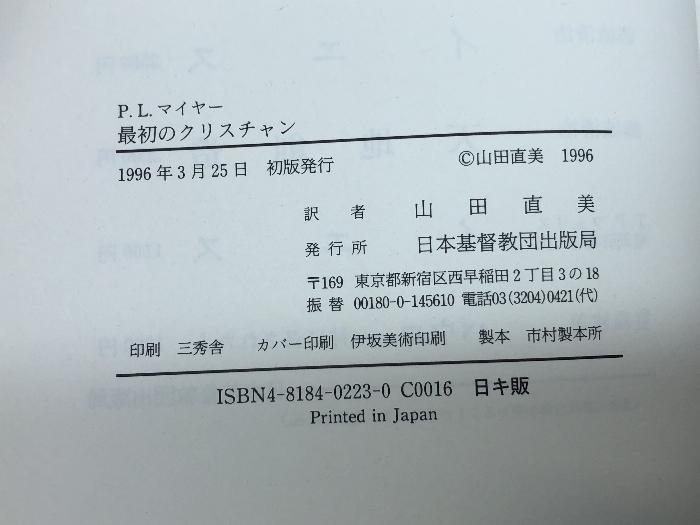 P.L.マイヤー
最初のクリスチャン
1996年3月25日 初版発行 ©山田直美 1996
訳者 山田直美
発行所 日本基督教団出版局
〒169 東京都新宿区西早稲田2丁目3の18
振替 00180-0-145610 電話03(3204)0421(代)
印刷 三秀舎 カバー印刷 伊坂美術印刷 製本 市村製本所
ISBN4-8184-0223-0 C0016 日キ販
Printed in Japan